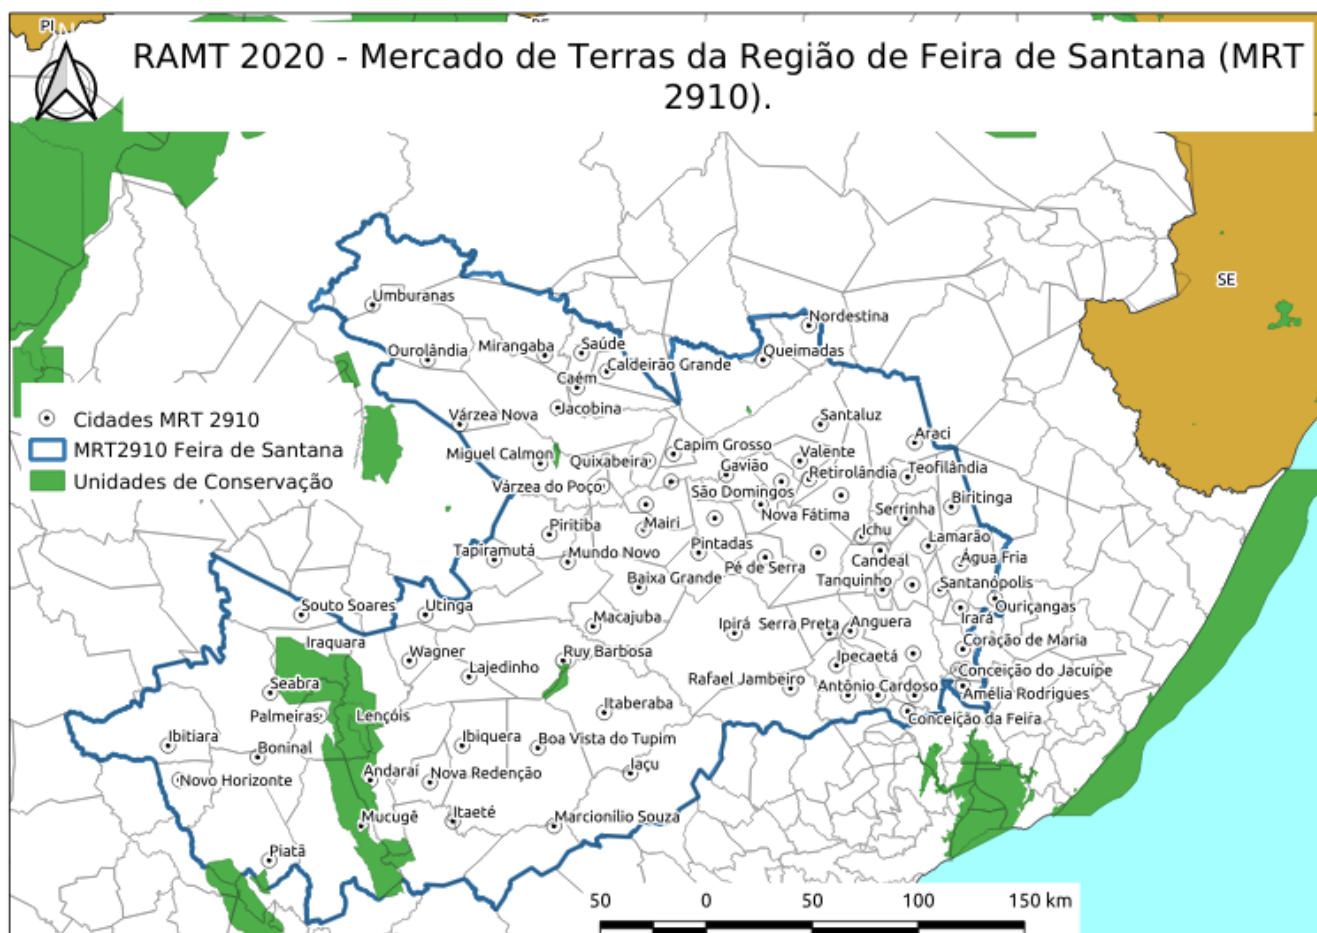 PI
N
RAMT 2020 - Mercado de Terras da Região de Feira de Santana (MRT
2910).
SE
Umburanas
Nordestina
Ourolândia
Mirangaba
Saúde
Queimadas
Caldeirão Grande
Caém
Jacobina
Cidades MRT 2910
Várzea Nova
Santaluz
MRT2910 Feira de Santana
Araci
Capim Grosso
Miguel Calmon
Quixabeira
Valente
Gavião
Retirolândia
Teofilândia
Unidades de Conservação
Várzea do Poço
São Domingos
Biritinga
Nova Fátima
Serrinha
Piritiba
Mairi
Ichu
Lamarão
Tapiramutá
Mundo Novo
Pintadas
Pé de Serra
Candeal
Água Fria
Baixa Grande
Tanquinho
Santanópolis
Souto Soares
Utinga
Ouriçangas
Macajuba
Ipirá
Serra Preta
Anguera
Irará
Iraquara
Coração de Maria
Wagner
Ruy Barbosa
Ipecaetá
Lajedinho
Conceição do Jacuípe
Seabra
Rafael Jambeiro
Antônio Cardoso
Amélia Rodrigues
Palmeiras
Lençóis
Itaberaba
Conceição da Feira
Ibitiara
Boninal
Ibiquera
Boa Vista do Tupim
Iaçu
Novo Horizonte
Andaraí
Nova Redenção
Mucugê
Itaeté
Marcionílio Souza
Piatã
50
0
50
100
150 km